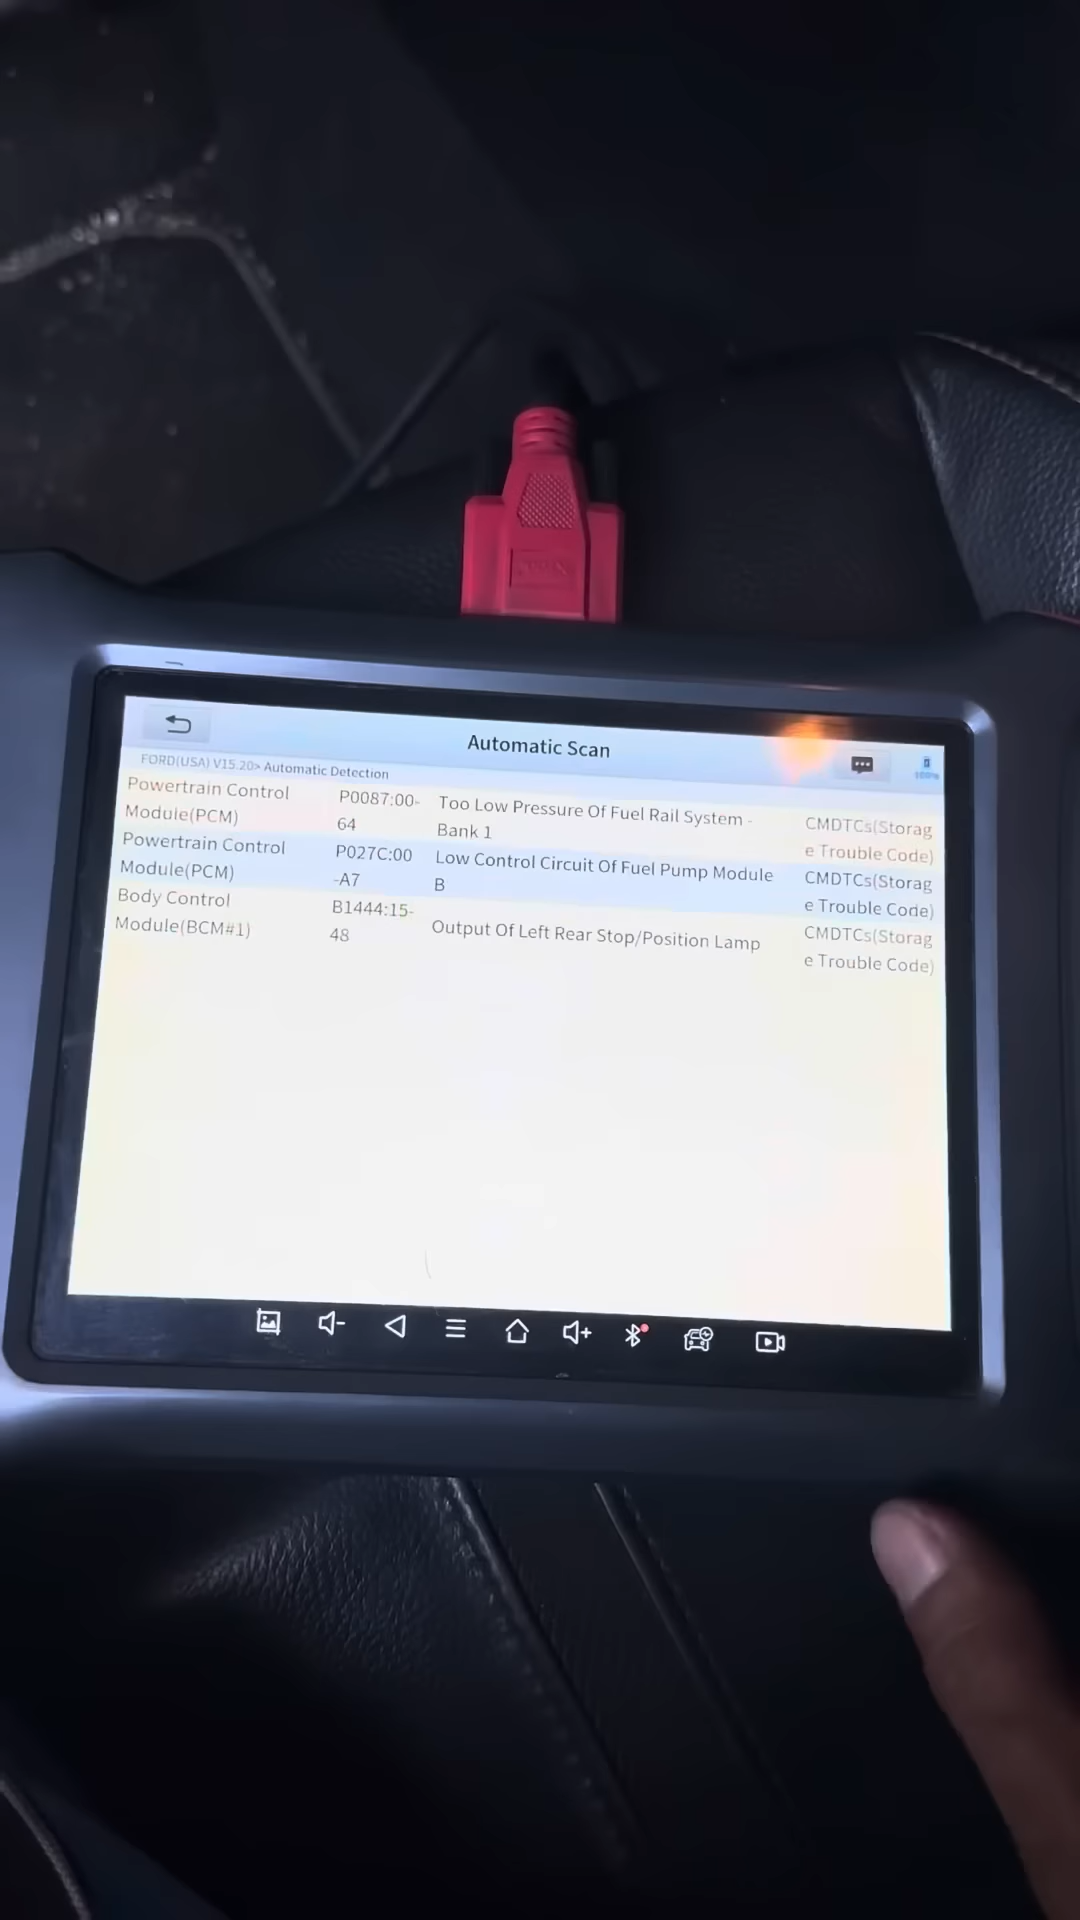 Automatic Scan
FORD(USA) V15.20> Automatic Detection
Powertrain Control
Module(PCM)
P0087:00-
64
Too Low Pressure Of Fuel Rail System -
Bank 1
CMDTCs(Storag
e Trouble Code)
Powertrain Control
Module(PCM)
P027C:00
-A7
Low Control Circuit Of Fuel Pump Module
B
CMDTCs(Storag
e Trouble Code)
Body Control
Module(BCM#1)
B1444:15-
48
Output Of Left Rear Stop/Position Lamp
CMDTCs(Storag
e Trouble Code)
100%